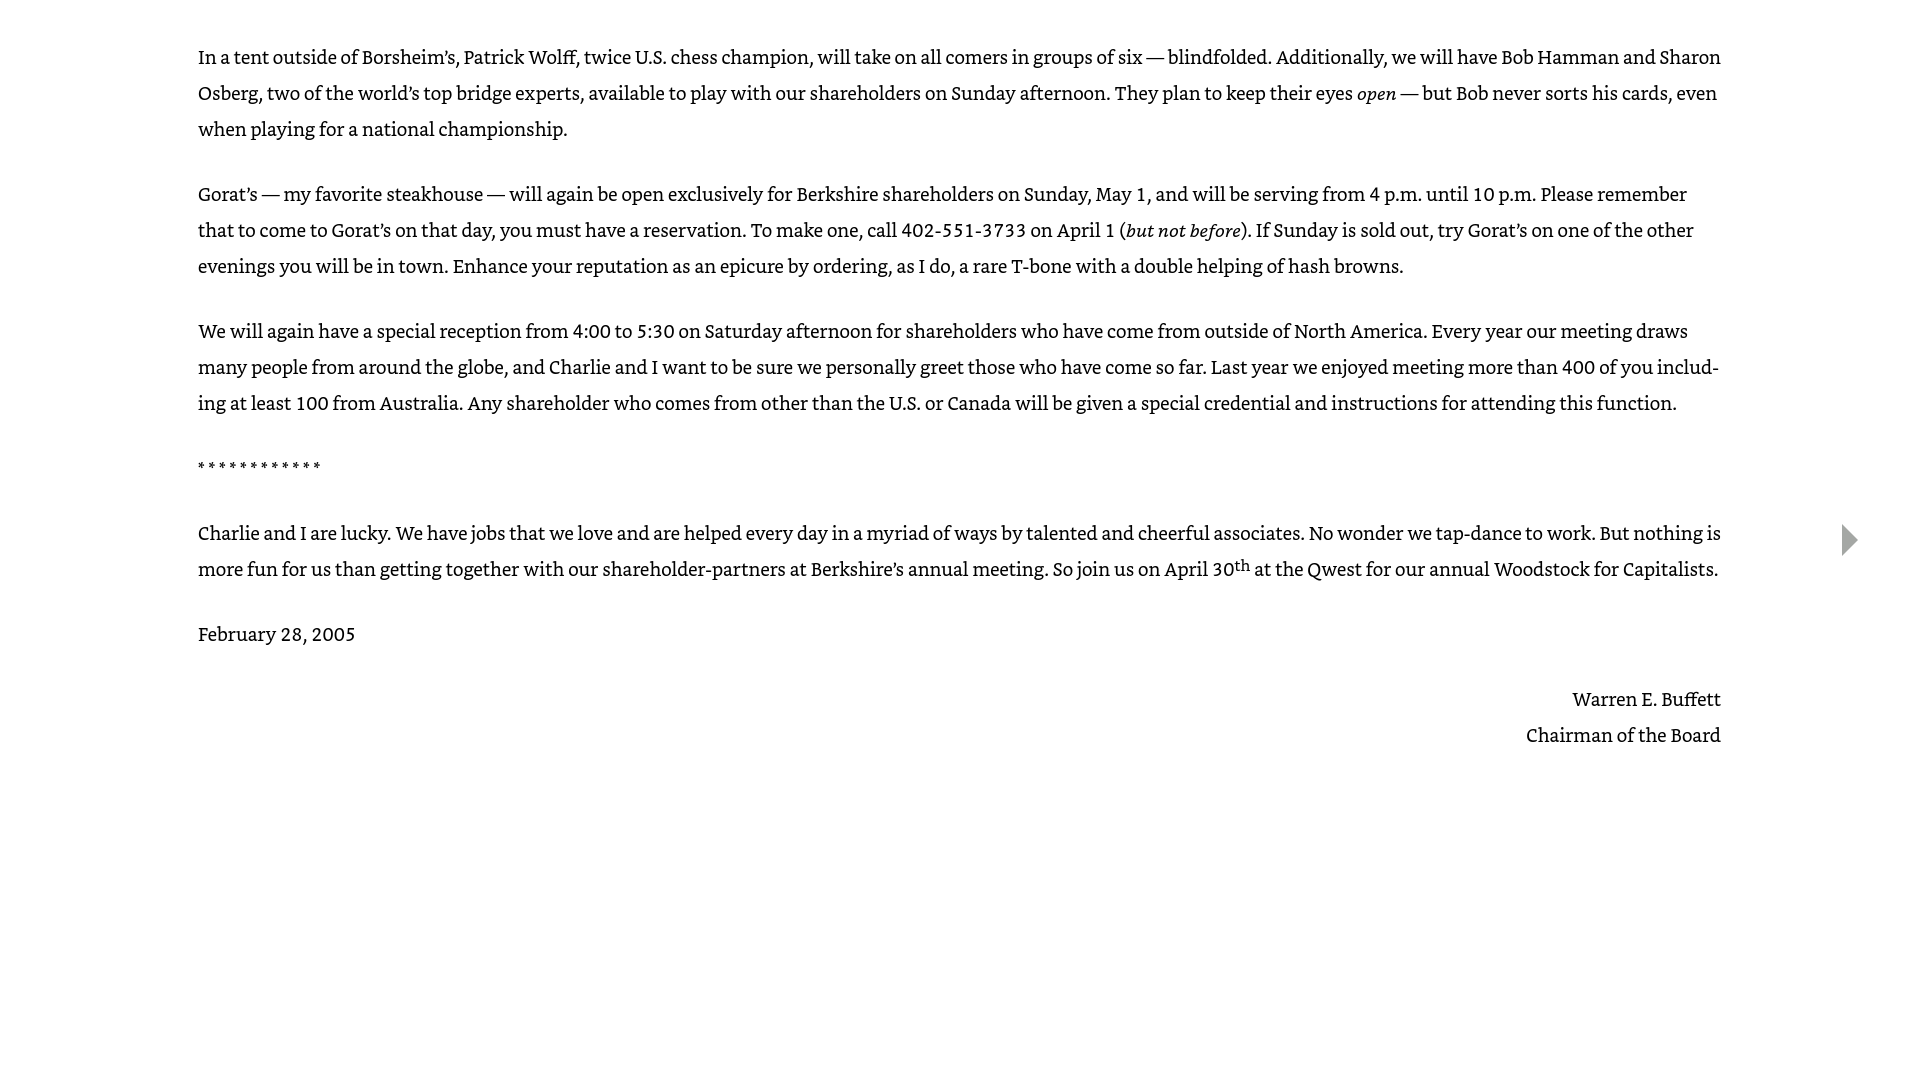 In a tent outside of Borsheim’s, Patrick Wolff, twice U.S. chess champion, will take on all comers in groups of six — blindfolded. Additionally, we will have Bob Hamman and Sharon
Osberg, two of the world’s top bridge experts, available to play with our shareholders on Sunday afternoon. They plan to keep their eyes open — but Bob never sorts his cards, even
when playing for a national championship.
Gorat’s — my favorite steakhouse — will again be open exclusively for Berkshire shareholders on Sunday, May 1, and will be serving from 4 p.m. until 10 p.m. Please remember
that to come to Gorat’s on that day, you must have a reservation. To make one, call 402-551-3733 on April 1 (but not before). If Sunday is sold out, try Gorat’s on one of the other
evenings you will be in town. Enhance your reputation as an epicure by ordering, as I do, a rare T-bone with a double helping of hash browns.
We will again have a special reception from 4:00 to 5:30 on Saturday afternoon for shareholders who have come from outside of North America. Every year our meeting draws
many people from around the globe, and Charlie and I want to be sure we personally greet those who have come so far. Last year we enjoyed meeting more than 400 of you includ-
ing at least 100 from Australia. Any shareholder who comes from other than the U.S. or Canada will be given a special credential and instructions for attending this function.
* * * * * * * * * * * *
Charlie and I are lucky. We have jobs that we love and are helped every day in a myriad of ways by talented and cheerful associates. No wonder we tap-dance to work. But nothing is
more fun for us than getting together with our shareholder-partners at Berkshire’s annual meeting. So join us on April 30th at the Qwest for our annual Woodstock for Capitalists.
February 28, 2005
Warren E. Buffett
Chairman of the Board